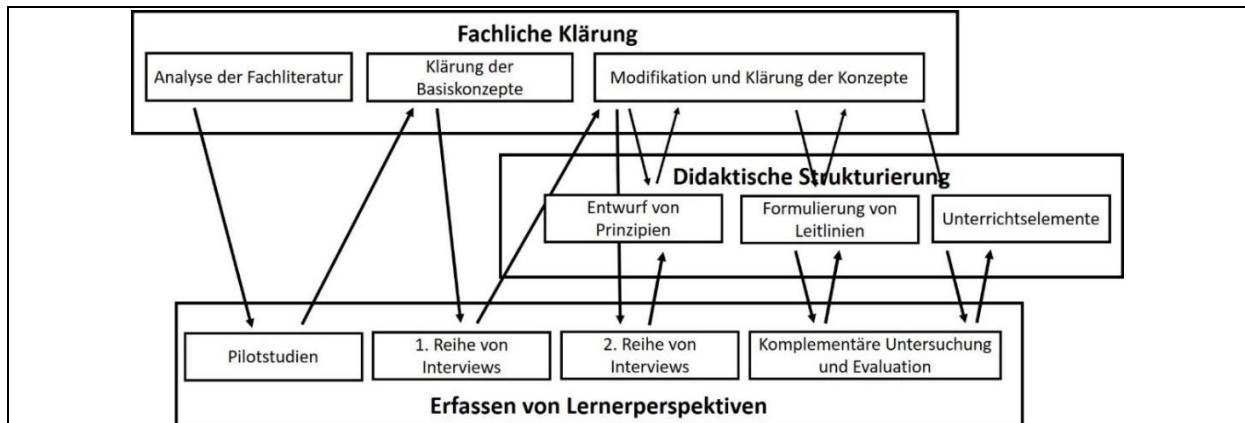 Fachliche Klärung
Analyse der Fachliteratur
Klärung der
Basiskonzepte
Modifikation und Klärung der Konzepte
Didaktische Strukturierung
Entwurf von
Prinzipien
Formulierung von
Leitlinien
Unterrichtselemente
Pilotstudien
1. Reihe von
Interviews
2. Reihe von
Interviews
Komplementäre Untersuchung
und Evaluation
Erfassen von Lernerperspektiven